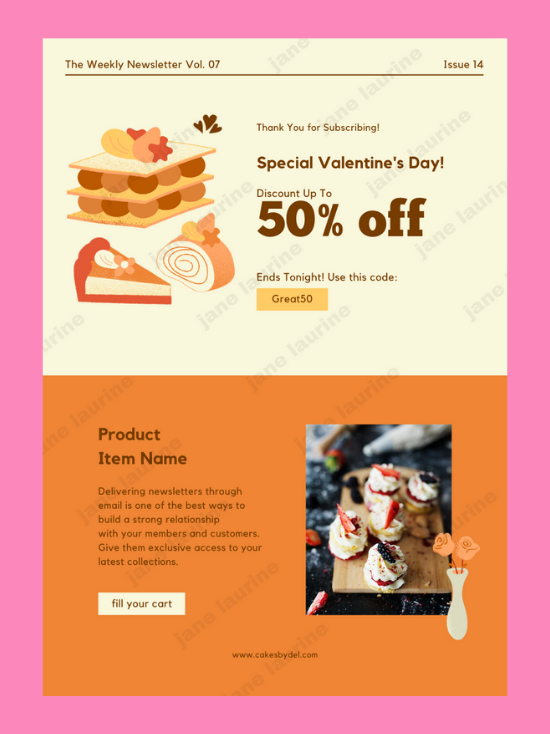 The Weekly Newsletter Vol. 07
Issue 14
Thank You for Subscribing!
Special Valentine's Day!
Discount Up To
50% off
Ends Tonight! Use this code:
Great50
Product
Item Name
Delivering newsletters through
email is one of the best ways to
build a strong relationship
with your members and customers.
Give them exclusive access to your
latest collections.
fill your cart
www.cakesbydel.com
jane laurine